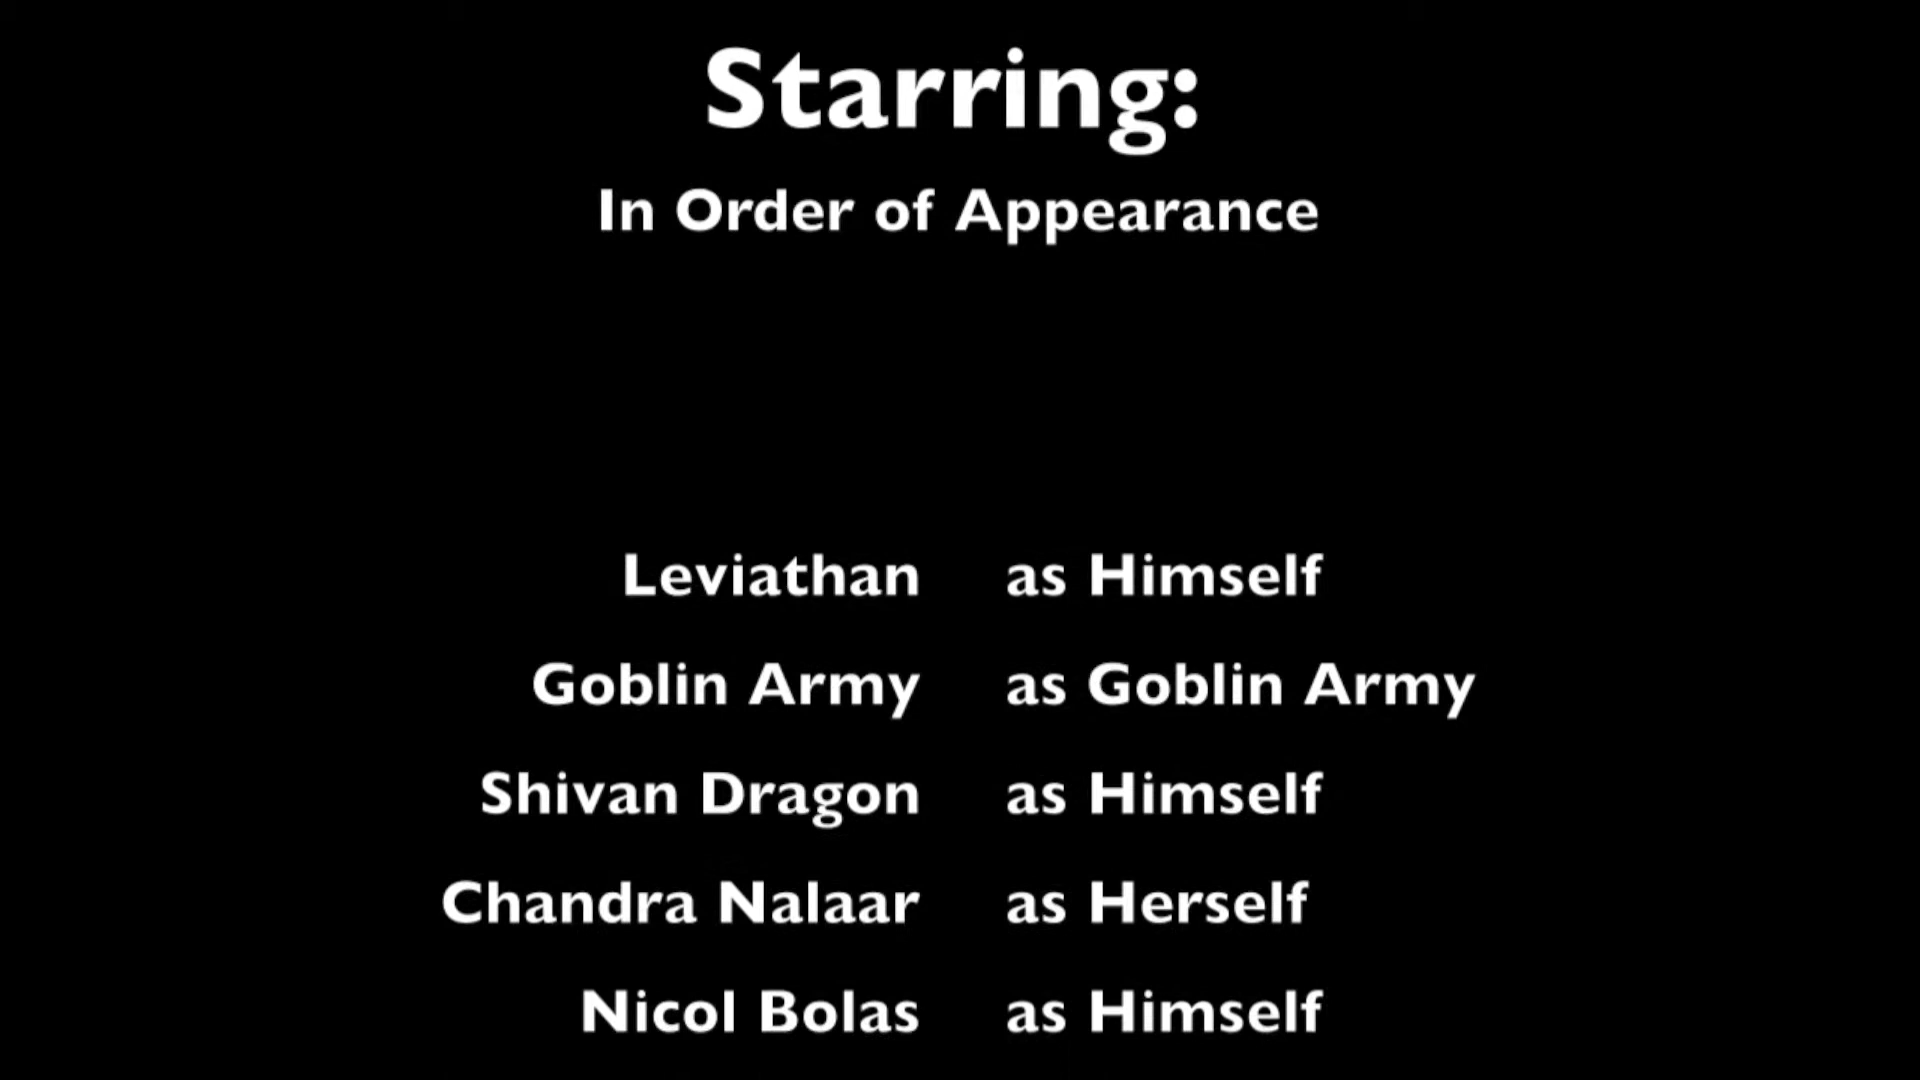 Starring:
In Order of Appearance
Leviathan as Himself
Goblin Army as Goblin Army
Shivan Dragon as Himself
Chandra Nalaar as Herself
Nicol Bolas as Himself